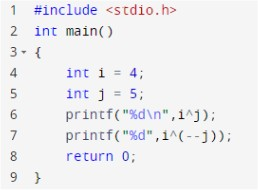 1 #include <stdio.h>
2 int main()
3 {
4     int i = 4;
5     int j = 5;
6     printf("%d\n",i^j);
7     printf("%d",i^(--j));
8     return 0;
9 }